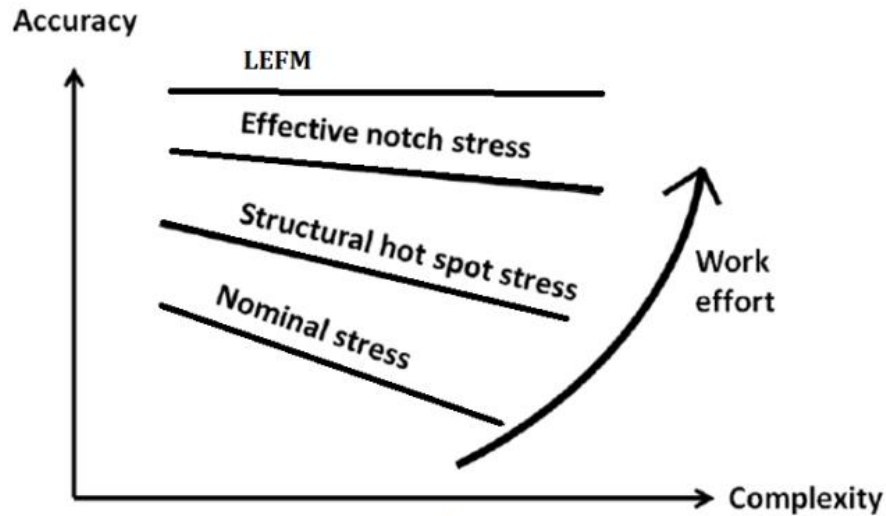 Accuracy
LEFM
Effective notch stress
Structural hot spot stress
Nominal stress
Work
effort
Complexity